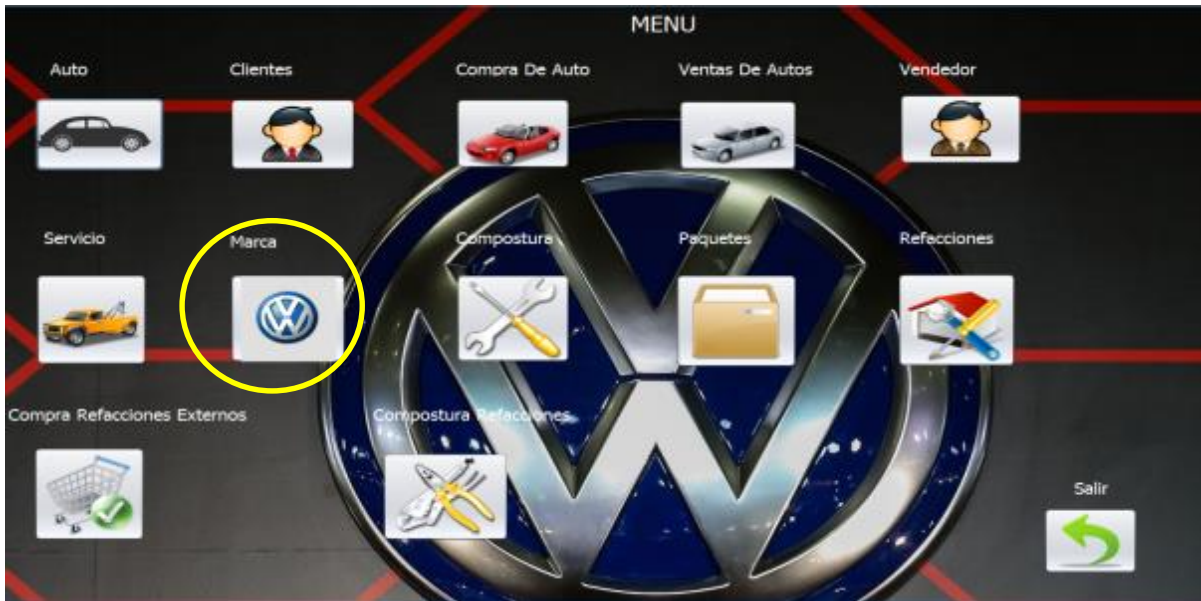 MENU
Auto
Clientes
Compra De Auto
Ventas De Autos
Vendedor
Servicio
Marca
Compostura
Paquetes
Refacciones
Compra Refacciones Externos
Compostura Refacciones
Salir